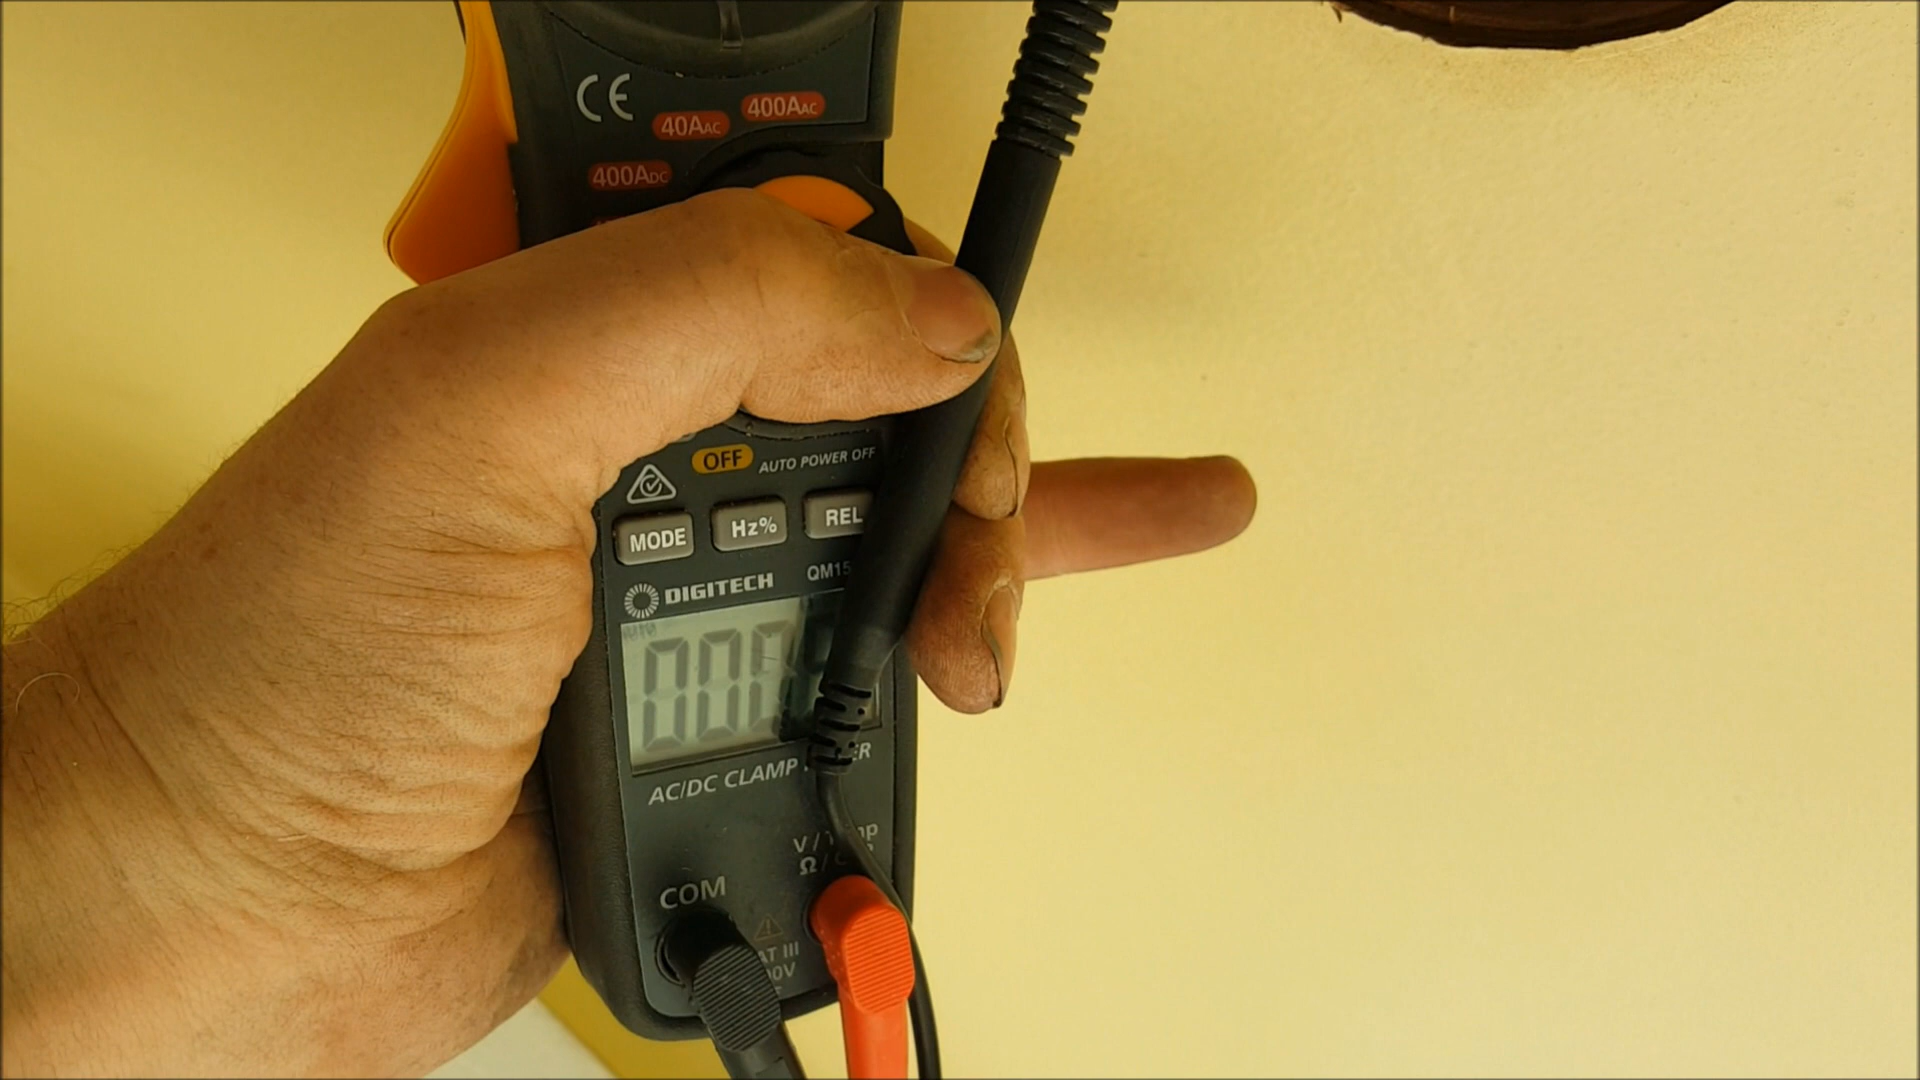 CE
400AAC
40AAC
400ADC
OFF AUTO POWER OFF
MODE Hz% REL
DIGITECH
AC/DC CLAMP
COM